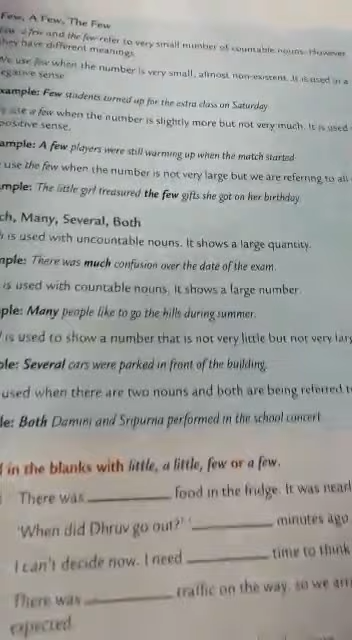 Few, A Few, The Few
a few and the few refer to very small number of countable nouns. However
they have different meanings.
We use few when the number is very small, almost non-existent. It is used in a
negative sense.
xample: Few students turned up for the extra class on Saturday.
use a few when the number is slightly more but not very much. It is used
positive sense.
ample: A few players were still warming up when the match started.
use the few when the number is not very large but we are referring to all
mple: The little girl treasured the few gifts she got on her birthday.
ch, Many, Several, Both
is used with uncountable nouns. It shows a large quantity.
mple: There was much confusion over the date of the exam.
is used with countable nouns. It shows a large number.
ple: Many people like to go the hills during summer.
is used to show a number that is not very little but not very larg
ple: Several cars were parked in front of the building.
used when there are two nouns and both are being referred t
le: Both Damini and Sripurna performed in the school concert
in the blanks with little, a little, few or a few.
There was ________ food in the fridge. It was nearl
'When did Dhruv go out?' '________ minutes ago
I can't decide now. I need ________ time to think
There was ________ traffic on the way, so we arri
expected.